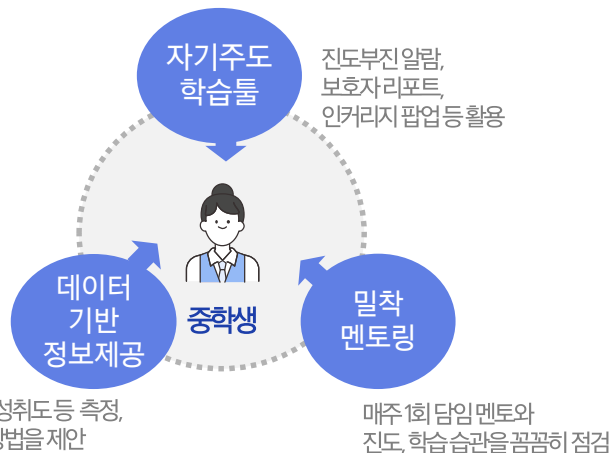 자기주도
학습툴
진도부진 알람,
보호자 리포트,
인커리지 팝업 등 활용
데이터
기반
정보제공
중학생
밀착
멘토링
성취도 등 측정,
제안
매주 1회 담임 멘토와
진도, 학습 습관을 꼼꼼히 점검